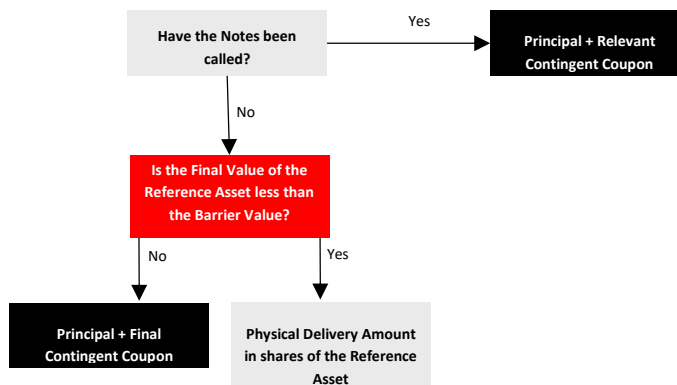 Have the Notes been
called?
Yes
Principal + Relevant
Contingent Coupon
No
Is the Final Value of the
Reference Asset less than
the Barrier Value?
No
Yes
Principal + Final
Contingent Coupon
Physical Delivery Amount
in shares of the Reference
Asset